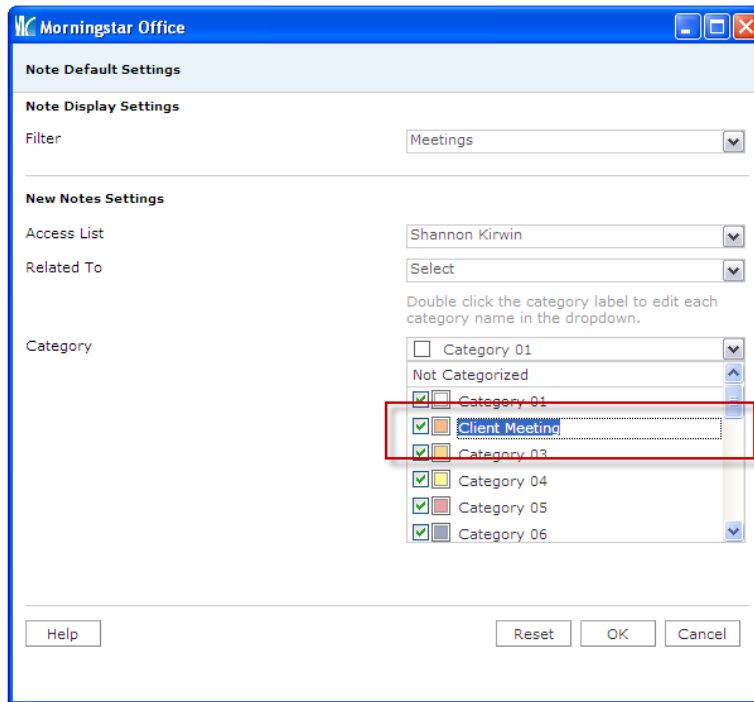 Morningstar Office
Note Default Settings
Note Display Settings
Filter
Meetings
New Notes Settings
Access List
Shannon Kirwin
Related To
Select
Double click the category label to edit each
category name in the dropdown.
Category
Category 01
Not Categorized
Category 01
Client Meeting
Category 03
Category 04
Category 05
Category 06
Help
Reset
OK
Cancel